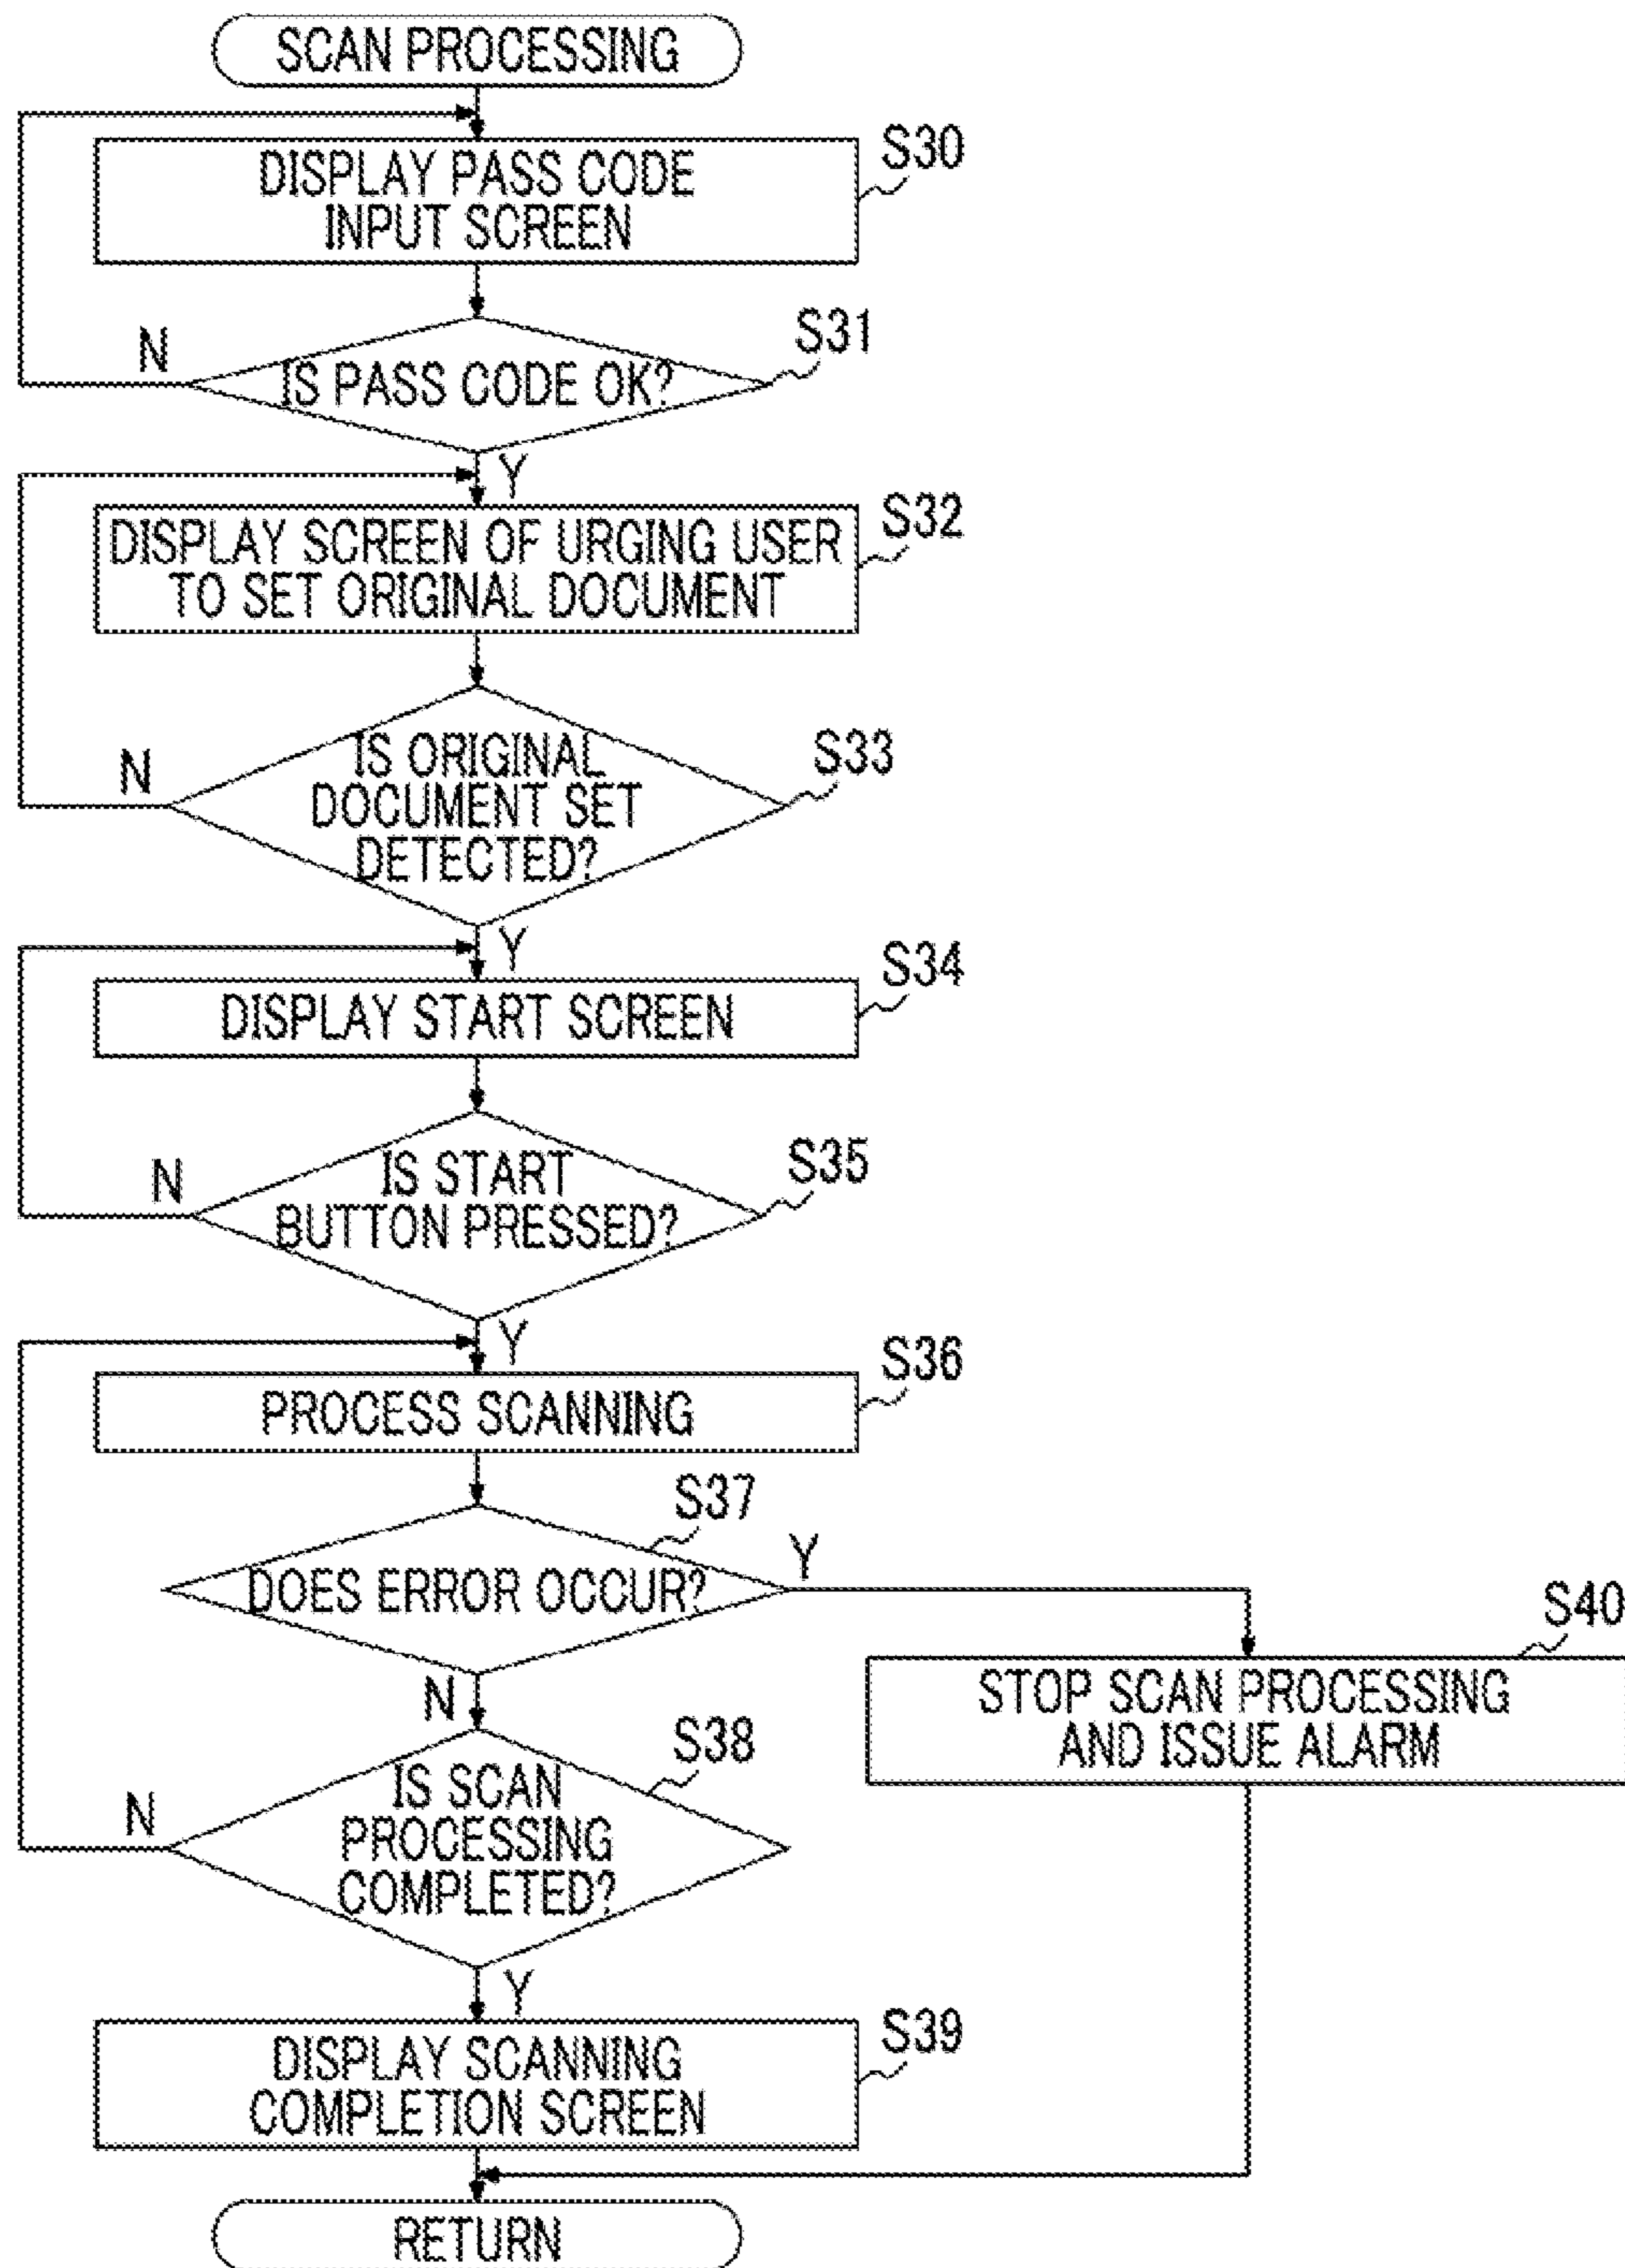 SCAN PROCESSING
S30
DISPLAY PASS CODE
INPUT SCREEN
S31
N
IS PASS CODE OK?
Y
S32
DISPLAY SCREEN OF URGING USER
TO SET ORIGINAL DOCUMENT
S33
N
IS ORIGINAL
DOCUMENT SET
DETECTED?
Y
S34
DISPLAY START SCREEN
S35
N
IS START
BUTTON PRESSED?
Y
S36
PROCESS SCANNING
S37
Y
DOES ERROR OCCUR?
S40
STOP SCAN PROCESSING
AND ISSUE ALARM
N
S38
N
IS SCAN
PROCESSING
COMPLETED?
Y
S39
DISPLAY SCANNING
COMPLETION SCREEN
RETURN